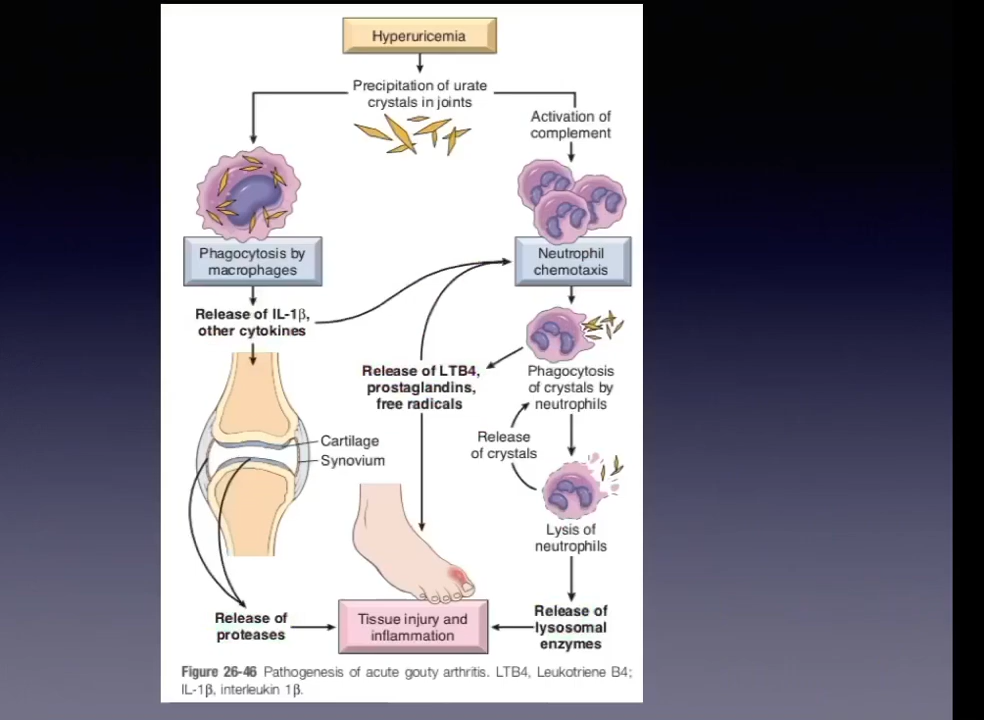 Hyperuricemia
Precipitation of urate
crystals in joints
Activation of
complement
Phagocytosis by
macrophages
Neutrophil
chemotaxis
Release of IL-1β,
other cytokines
Release of LTB4,
prostaglandins,
free radicals
Phagocytosis
of crystals by
neutrophils
Release
of crystals
Cartilage
Synovium
Lysis of
neutrophils
Release of
proteases
Tissue injury and
inflammation
Release of
lysosomal
enzymes
Figure 26-46 Pathogenesis of acute gouty arthritis. LTB4, Leukotriene B4;
IL-1β, interleukin 1β.